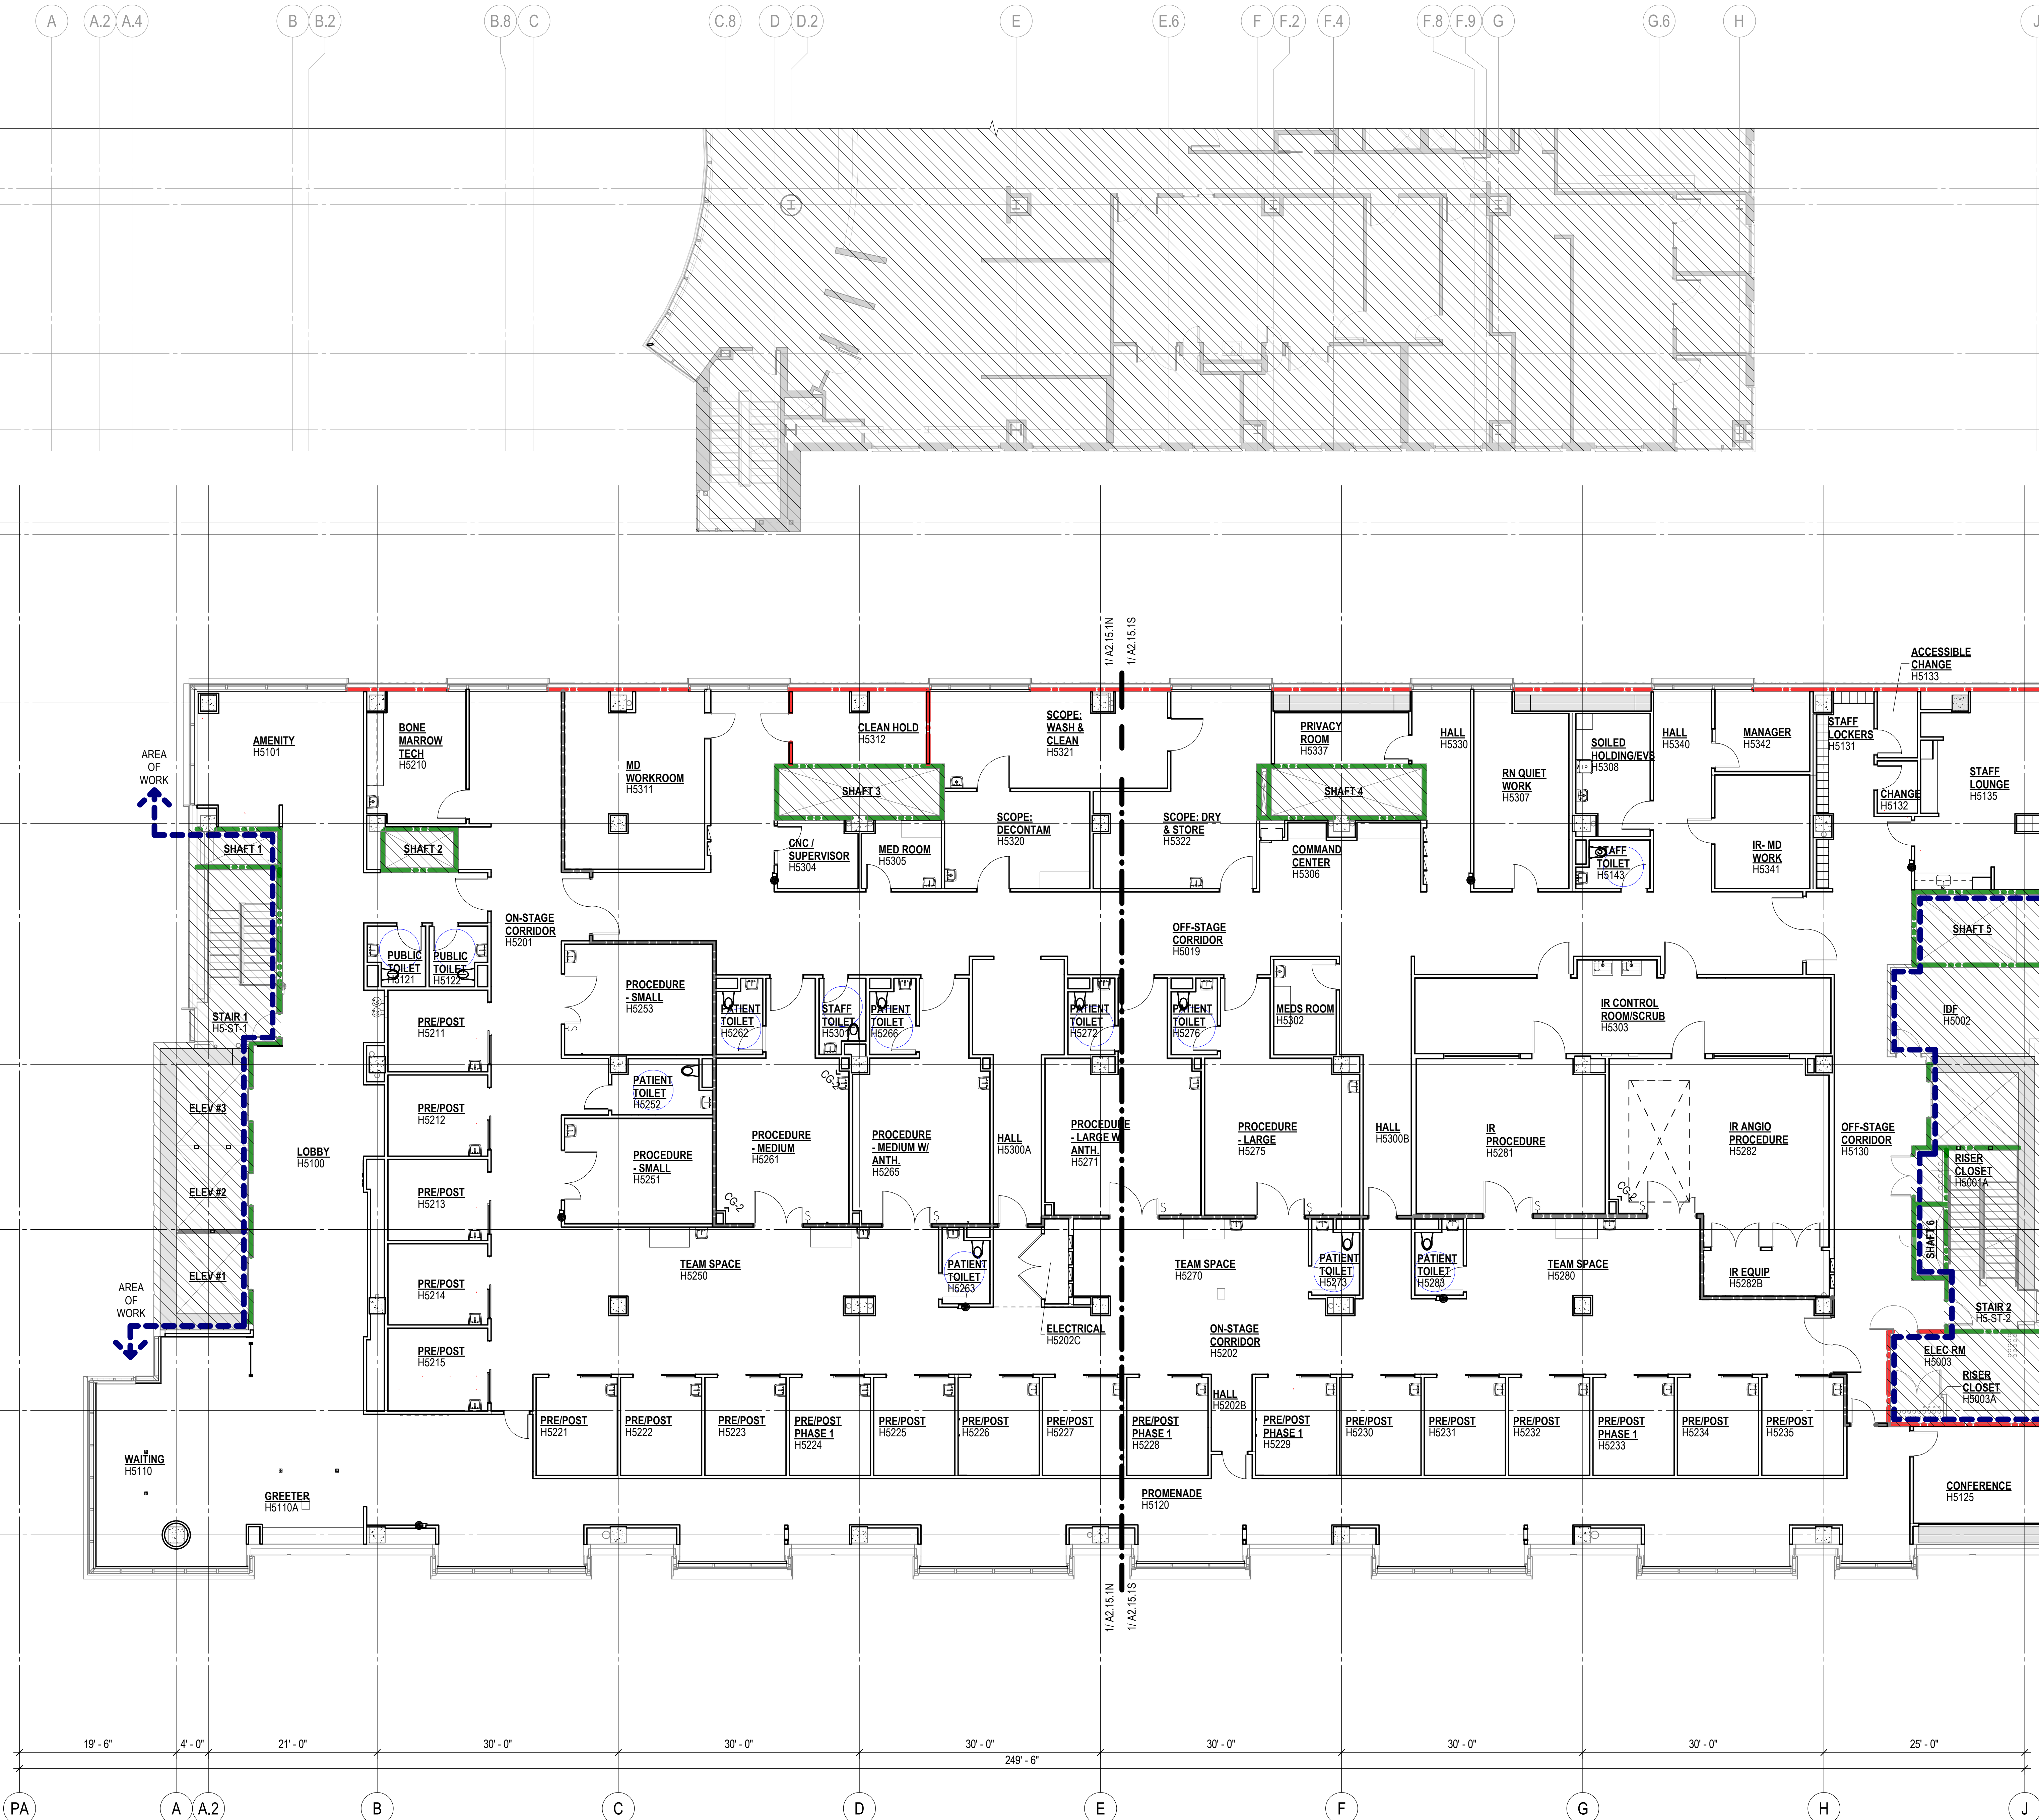 A
A.2
A.4
B
B.2
B.8
C
C.8
D
D.2
E
E.6
F
F.2
F.4
F.8
F.9
G
G.6
H
J
1/ A2.15.1N
1/ A2.15.1S
ACCESSIBLE
CHANGE
H5133
AREA
OF
WORK
AMENITY
H5101
BONE
MARROW
TECH
H5210
MD
WORKROOM
H5311
CLEAN HOLD
H5312
SCOPE:
WASH &
CLEAN
H5321
PRIVACY
ROOM
H5337
HALL
H5330
RN QUIET
WORK
H5307
SOILED
HOLDING/EVS
H5308
HALL
H5340
MANAGER
H5342
STAFF
LOCKERS
H5131
CHANGE
H5132
STAFF
LOUNGE
H5135
SHAFT 1
SHAFT 2
SHAFT 3
CNC /
SUPERVISOR
H5304
MED ROOM
H5305
SCOPE:
DECONTAM
H5320
SCOPE: DRY
& STORE
H5322
SHAFT 4
COMMAND
CENTER
H5306
STAFF
TOILET
H5143
IR- MD
WORK
H5341
ON-STAGE
CORRIDOR
H5201
OFF-STAGE
CORRIDOR
H5019
SHAFT 5
PUBLIC
TOILET
H5121
PUBLIC
TOILET
H5122
STAIR 1
H5-ST-1
PRE/POST
H5211
PROCEDURE
- SMALL
H5253
S
PATIENT
TOILET
H5262
STAFF
TOILET
H5301
PATIENT
TOILET
H5266
PATIENT
TOILET
H5272
PATIENT
TOILET
H5276
MEDS ROOM
H5302
IR CONTROL
ROOM/SCRUB
H5303
IDF
H5002
ELEV #3
PRE/POST
H5212
PATIENT
TOILET
H5252
CG-2
LOBBY
H5100
PROCEDURE
- SMALL
H5251
PROCEDURE
- MEDIUM
H5261
PROCEDURE
- MEDIUM W/
ANTH.
H5265
HALL
H5300A
PROCEDURE
- LARGE W/
ANTH.
H5271
PROCEDURE
- LARGE
H5275
HALL
H5300B
IR
PROCEDURE
H5281
IR ANGIO
PROCEDURE
H5282
OFF-STAGE
CORRIDOR
H5130
RISER
CLOSET
H5001A
ELEV #2
PRE/POST
H5213
CG-2
S
S
S
S
S
CG-2
S
SHAFT 6
ELEV #1
AREA
OF
WORK
PRE/POST
H5214
TEAM SPACE
H5250
PATIENT
TOILET
H5263
TEAM SPACE
H5270
PATIENT
TOILET
H5273
PATIENT
TOILET
H5283
TEAM SPACE
H5280
IR EQUIP
H5282B
STAIR 2
H5-ST-2
PRE/POST
H5215
ELECTRICAL
H5202C
ON-STAGE
CORRIDOR
H5202
ELEC RM
H5003
RISER
CLOSET
H5003A
PRE/POST
H5221
PRE/POST
H5222
PRE/POST
H5223
PRE/POST
PHASE 1
H5224
PRE/POST
H5225
PRE/POST
H5226
PRE/POST
H5227
PRE/POST
PHASE 1
H5228
HALL
H5202B
PRE/POST
PHASE 1
H5229
PRE/POST
H5230
PRE/POST
H5231
PRE/POST
H5232
PRE/POST
PHASE 1
H5233
PRE/POST
H5234
PRE/POST
H5235
WAITING
H5110
GREETER
H5110A
PROMENADE
H5120
CONFERENCE
H5125
1/ A2.15.1N
1/ A2.15.1S
19' - 6"
4' - 0"
21' - 0"
30' - 0"
30' - 0"
30' - 0"
30' - 0"
30' - 0"
30' - 0"
25' - 0"
249' - 6"
PA
A
A.2
B
C
D
E
F
G
H
J